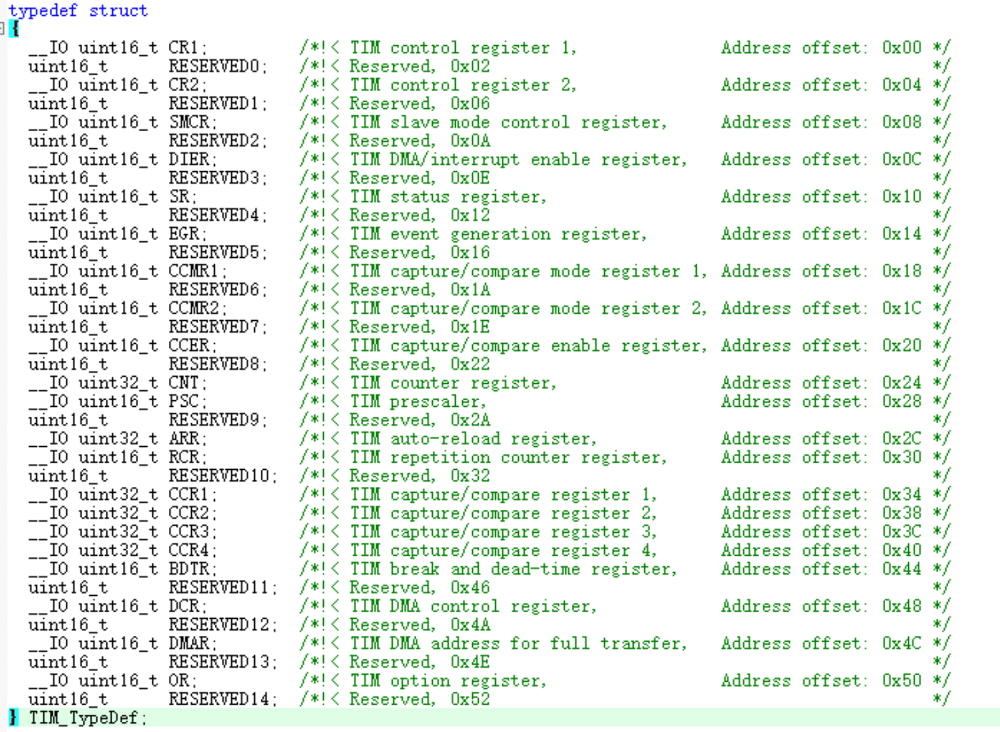 typedef struct
{
  __IO uint16_t CR1;         /*!< TIM control register 1,              Address offset: 0x00 */
  uint16_t      RESERVED0;   /*!< Reserved, 0x02                                            */
  __IO uint16_t CR2;         /*!< TIM control register 2,              Address offset: 0x04 */
  uint16_t      RESERVED1;   /*!< Reserved, 0x06                                            */
  __IO uint16_t SMCR;        /*!< TIM slave mode control register,     Address offset: 0x08 */
  uint16_t      RESERVED2;   /*!< Reserved, 0x0A                                            */
  __IO uint16_t DIER;        /*!< TIM DMA/interrupt enable register,   Address offset: 0x0C */
  uint16_t      RESERVED3;   /*!< Reserved, 0x0E                                            */
  __IO uint16_t SR;          /*!< TIM status register,                 Address offset: 0x10 */
  uint16_t      RESERVED4;   /*!< Reserved, 0x12                                            */
  __IO uint16_t EGR;         /*!< TIM event generation register,       Address offset: 0x14 */
  uint16_t      RESERVED5;   /*!< Reserved, 0x16                                            */
  __IO uint16_t CCMR1;       /*!< TIM capture/compare mode register 1, Address offset: 0x18 */
  uint16_t      RESERVED6;   /*!< Reserved, 0x1A                                            */
  __IO uint16_t CCMR2;       /*!< TIM capture/compare mode register 2, Address offset: 0x1C */
  uint16_t      RESERVED7;   /*!< Reserved, 0x1E                                            */
  __IO uint16_t CCER;        /*!< TIM capture/compare enable register, Address offset: 0x20 */
  uint16_t      RESERVED8;   /*!< Reserved, 0x22                                            */
  __IO uint32_t CNT;         /*!< TIM counter register,                Address offset: 0x24 */
  __IO uint16_t PSC;         /*!< TIM prescaler,                       Address offset: 0x28 */
  uint16_t      RESERVED9;   /*!< Reserved, 0x2A                                            */
  __IO uint32_t ARR;         /*!< TIM auto-reload register,            Address offset: 0x2C */
  __IO uint16_t RCR;         /*!< TIM repetition counter register,     Address offset: 0x30 */
  uint16_t      RESERVED10;  /*!< Reserved, 0x32                                            */
  __IO uint32_t CCR1;        /*!< TIM capture/compare register 1,      Address offset: 0x34 */
  __IO uint32_t CCR2;        /*!< TIM capture/compare register 2,      Address offset: 0x38 */
  __IO uint32_t CCR3;        /*!< TIM capture/compare register 3,      Address offset: 0x3C */
  __IO uint32_t CCR4;        /*!< TIM capture/compare register 4,      Address offset: 0x40 */
  __IO uint16_t BDTR;        /*!< TIM break and dead-time register,    Address offset: 0x44 */
  uint16_t      RESERVED11;  /*!< Reserved, 0x46                                            */
  __IO uint16_t DCR;         /*!< TIM DMA control register,            Address offset: 0x48 */
  uint16_t      RESERVED12;  /*!< Reserved, 0x4A                                            */
  __IO uint16_t DMAR;        /*!< TIM DMA address for full transfer,   Address offset: 0x4C */
  uint16_t      RESERVED13;  /*!< Reserved, 0x4E                                            */
  __IO uint16_t OR;          /*!< TIM option register,                 Address offset: 0x50 */
  uint16_t      RESERVED14;  /*!< Reserved, 0x52                                            */
} TIM_TypeDef;